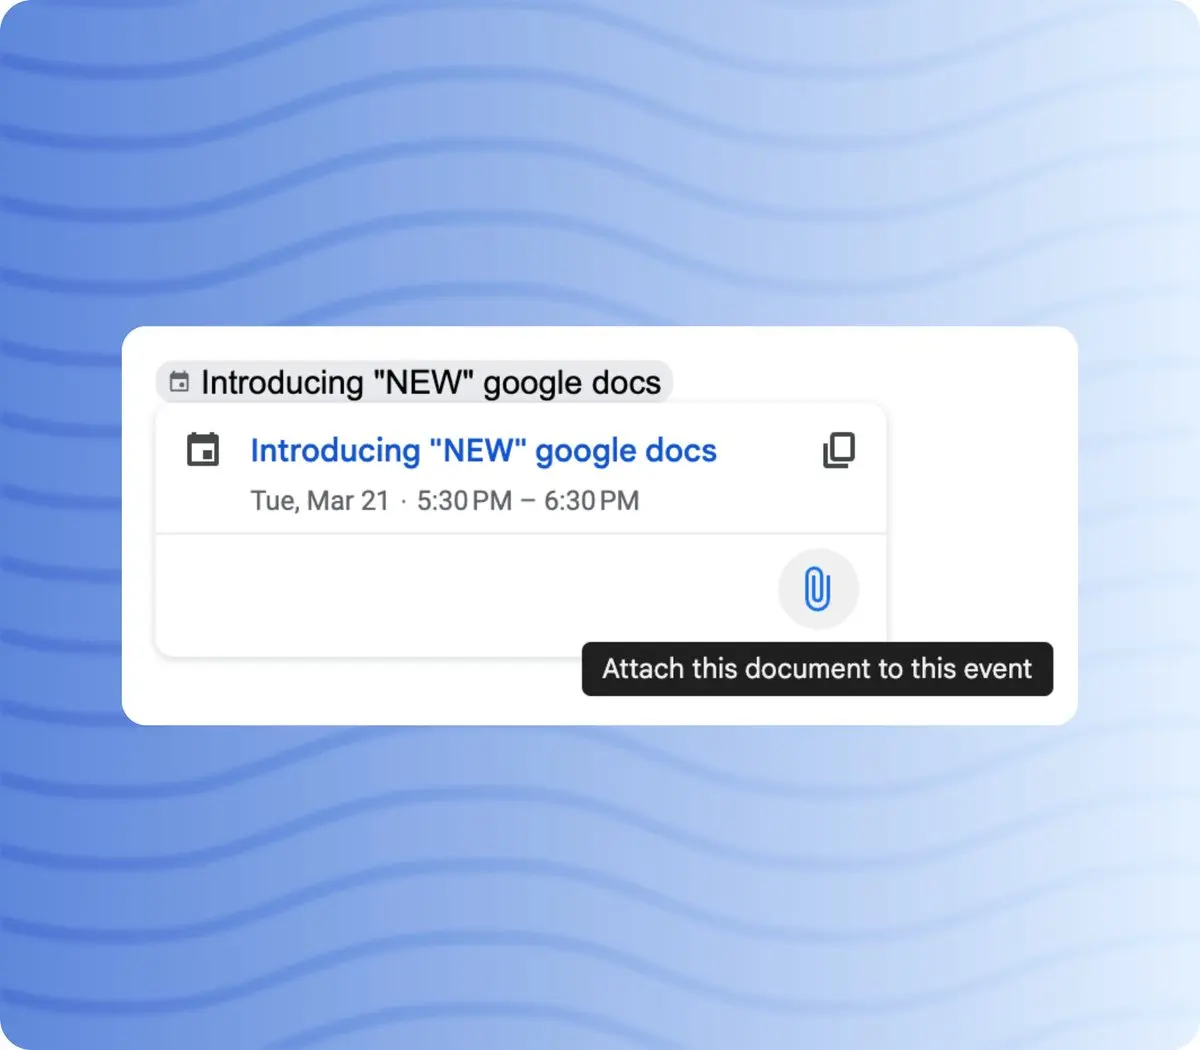 Introducing "NEW" google docs
Introducing "NEW" google docs
Tue, Mar 21 · 5:30 PM – 6:30 PM
Attach this document to this event